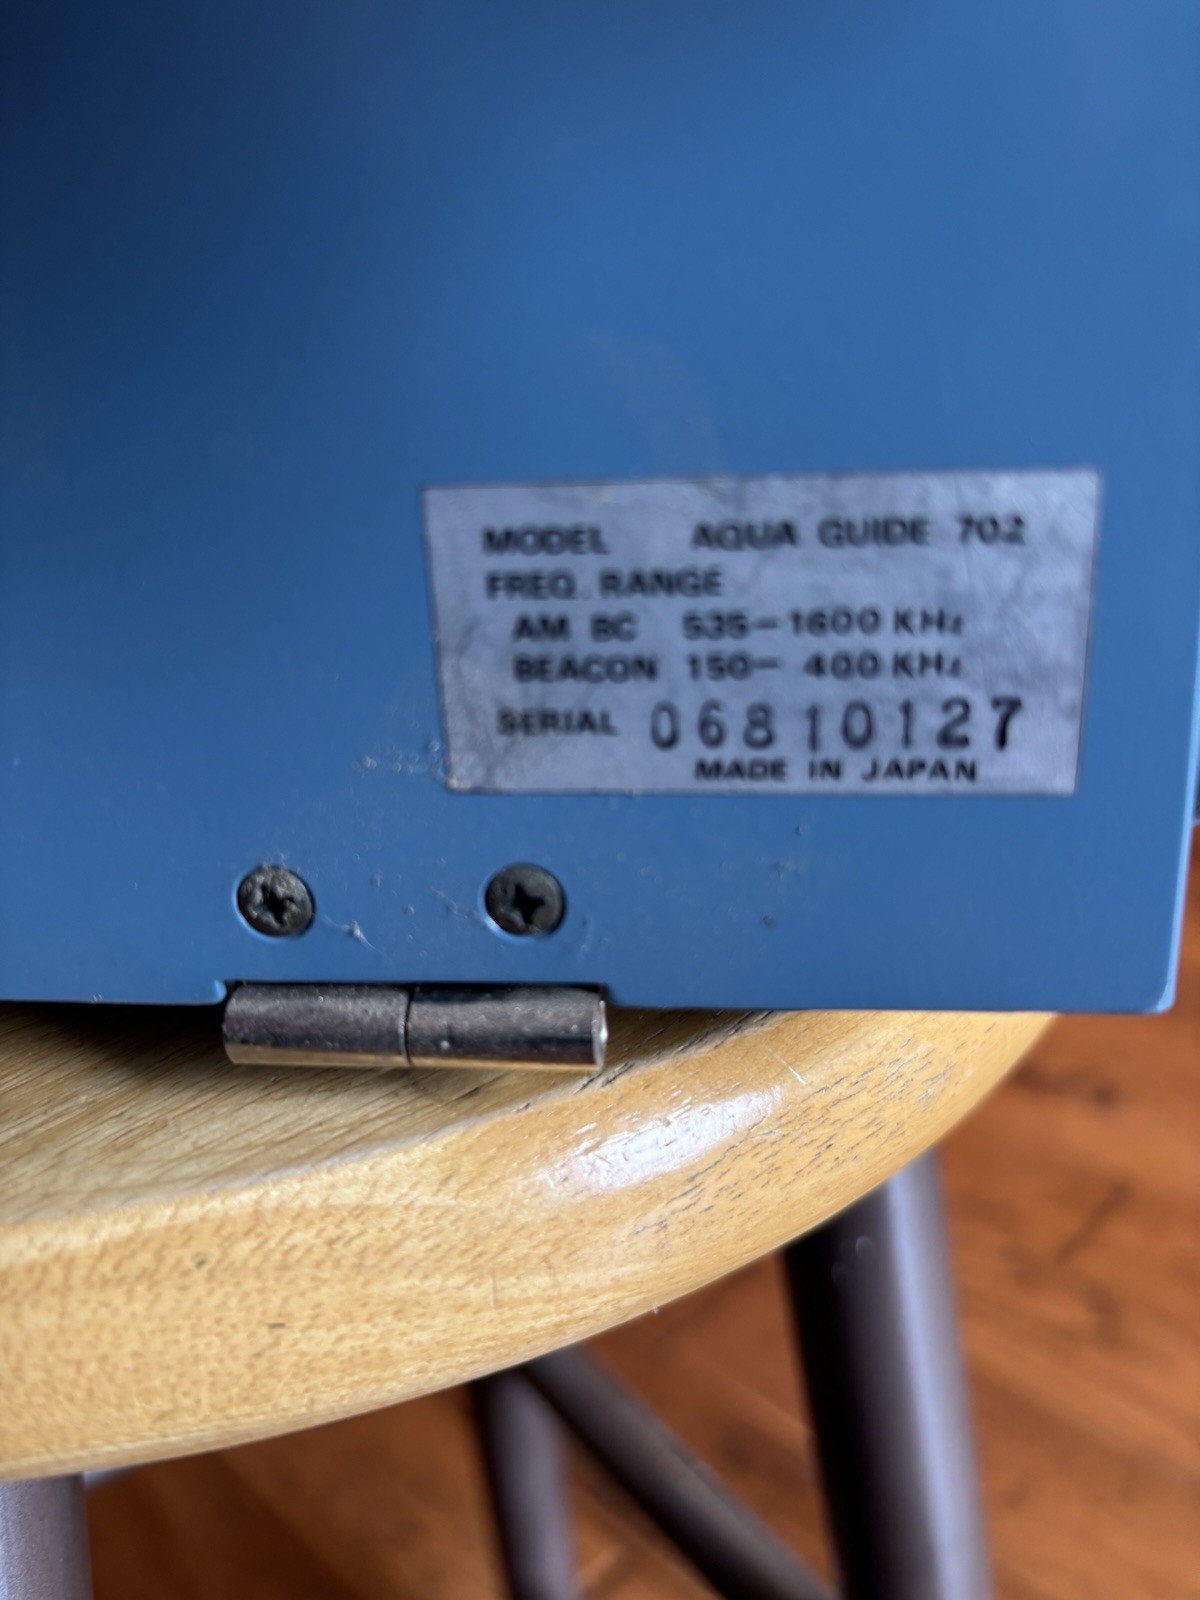 MODEL AQUA GUIDE 702
FREQ. RANGE
AM BC 535-1600 KHz
BEACON 150- 400 KHz
SERIAL 06810127
MADE IN JAPAN